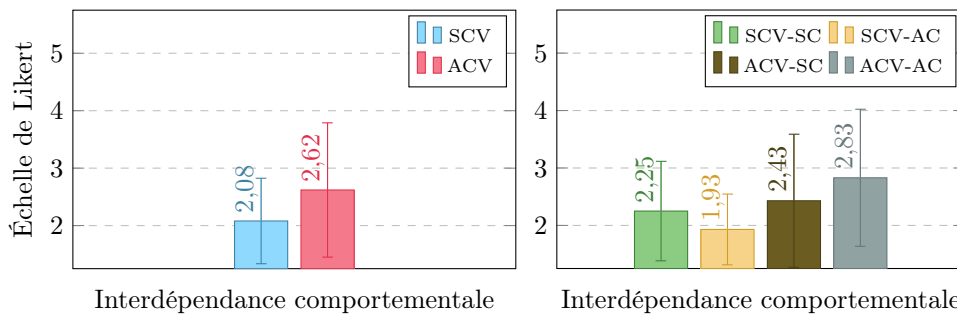 Échelle de Likert
5
4
3
2
2,08
2,62
SCV
ACV
Interdépendance comportementale
5
4
3
2
2,25
1,93
2,43
2,83
SCV-SC SCV-AC
ACV-SC ACV-AC
Interdépendance comportementale